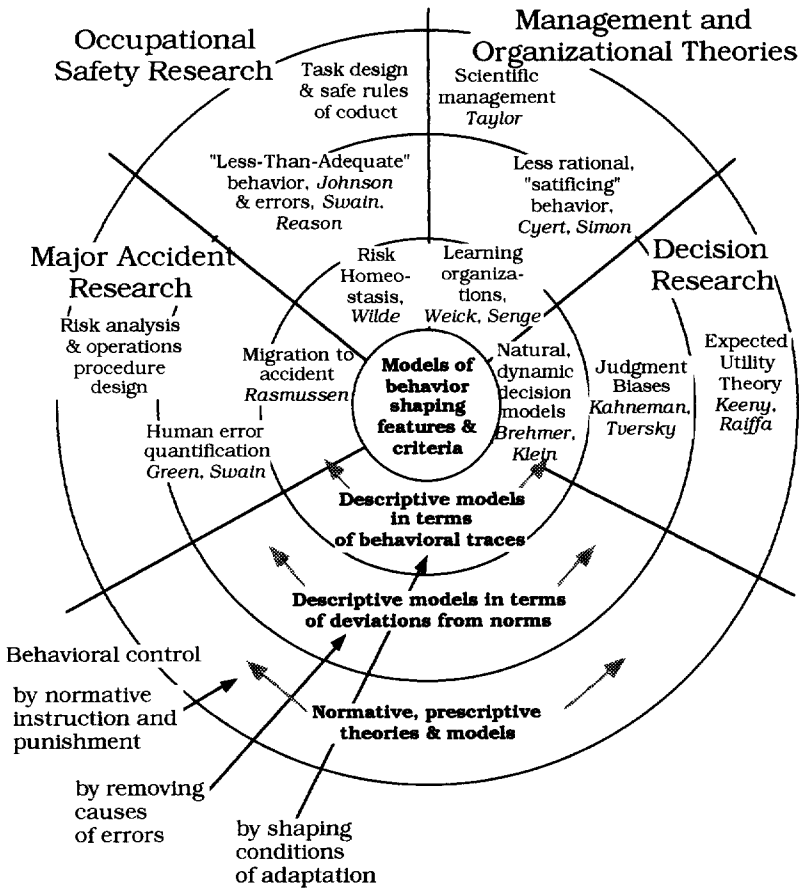 Occupational
Safety Research
Management and
Organizational Theories
Task design
& safe rules
of coduct
Scientific
management
Taylor
"Less-Than-Adequate"
behavior, Johnson
& errors, Swain.
Reason
Less rational,
"satificing"
behavior,
Cyert, Simon
Risk
Homeo-
stasis,
Wilde
Learning
organiza-
tions,
Weick, Senge
Major Accident
Research
Risk analysis
& operations
procedure
design
Human error
quantification
Green, Swain
Migration to
accident
Rasmussen
Models of
behavior
shaping
features &
criteria
Natural,
dynamic
decision
models
Brehmer,
Klein
Decision
Research
Judgment
Biases
Kahneman,
Tversky
Expected
Utility
Theory
Keeny.
Raiffa
Descriptive models
in terms
of behavioral traces
Descriptive models in terms
of deviations from norms
Normative, prescriptive
theories & models
Behavioral control
by normative
instruction and
punishment
by removing
causes
of errors
by shaping
conditions
of adaptation